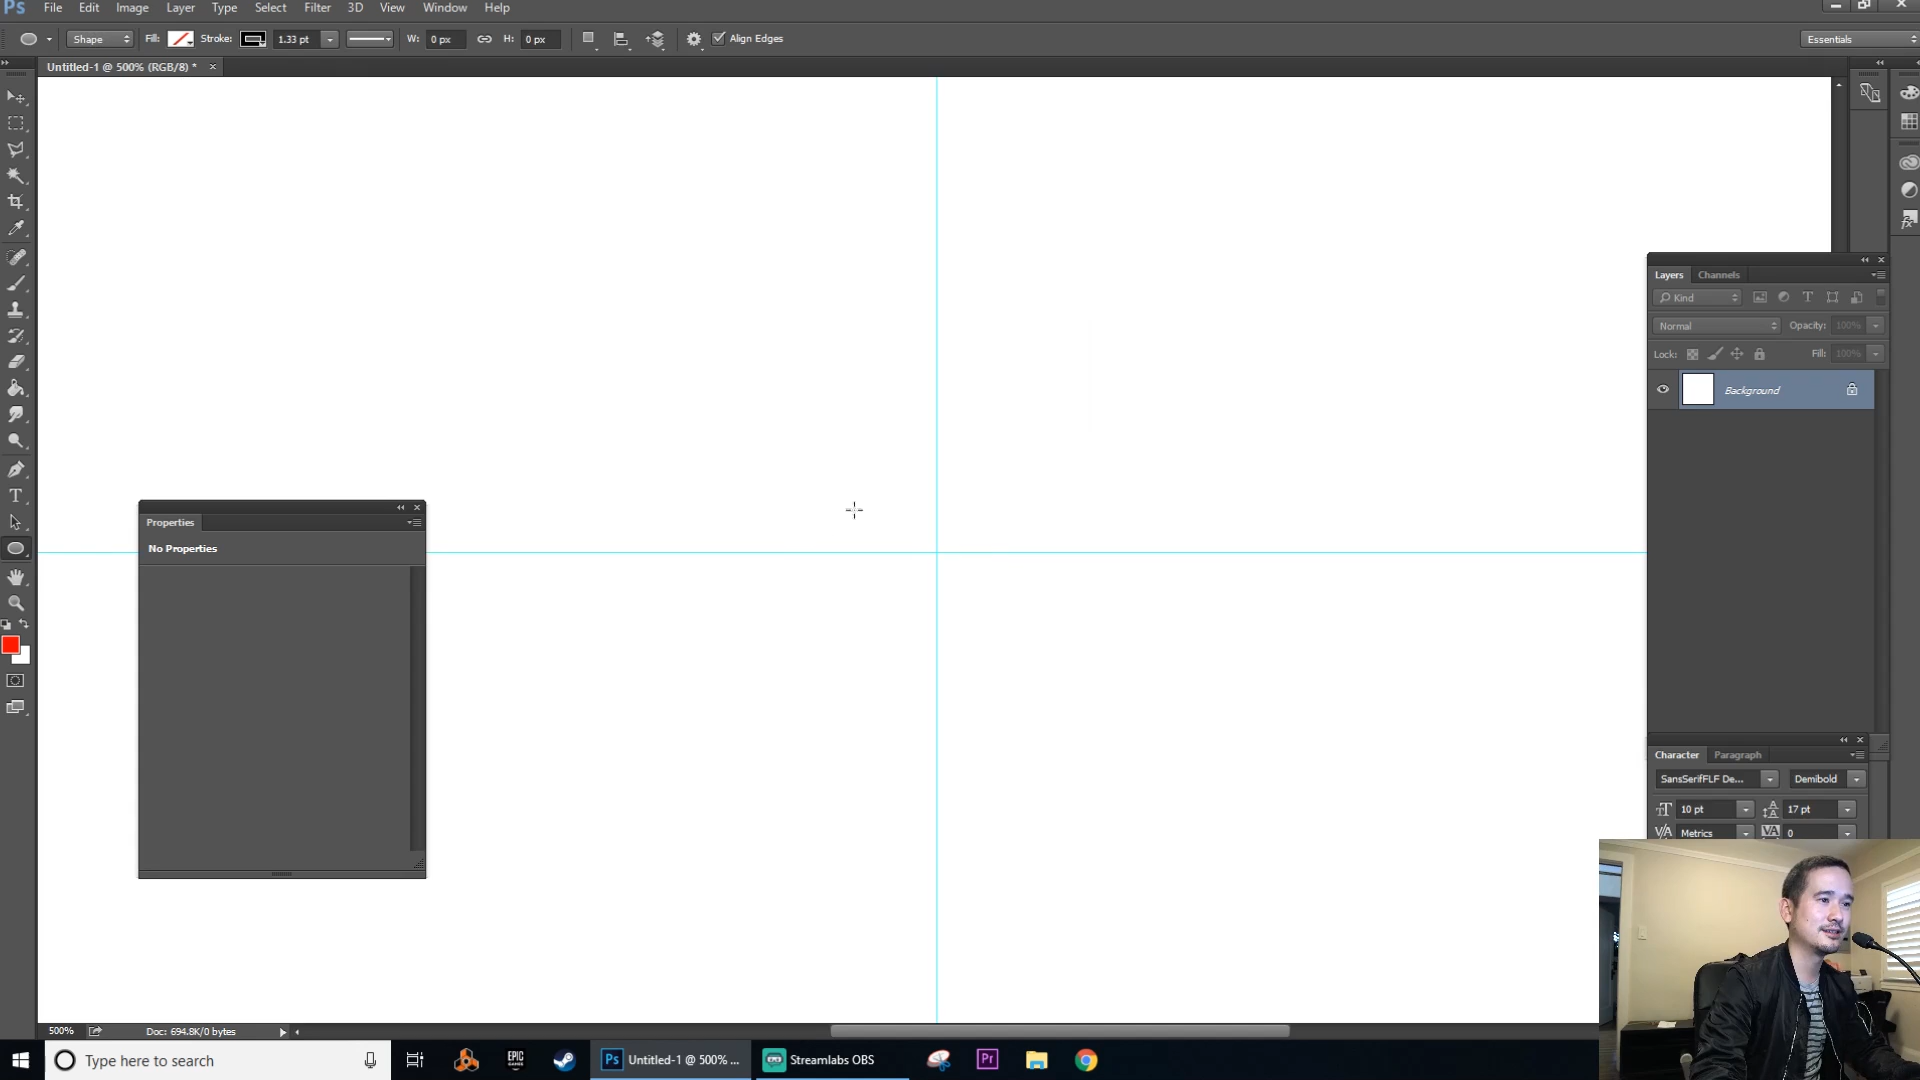 Ps File Edit Image Layer Type Select Filter 3D View Window Help
Shape Fill: Stroke: 1.33 pt W: 0 px H: 0 px Align Edges Essentials
Untitled-1 @ 500% (RGB/8) * ×
Layers Channels
Kind
Normal Opacity: 100%
Lock: Fill: 100%
Background
Properties
No Properties
Character Paragraph
SansSerifFLF De... Demibold
10 pt 17 pt
Metrics 0
500% Doc: 694.8K/0 bytes
Type here to search
EPIC GAMES
Ps Untitled-1 @ 500% ...
Streamlabs OBS
Pr